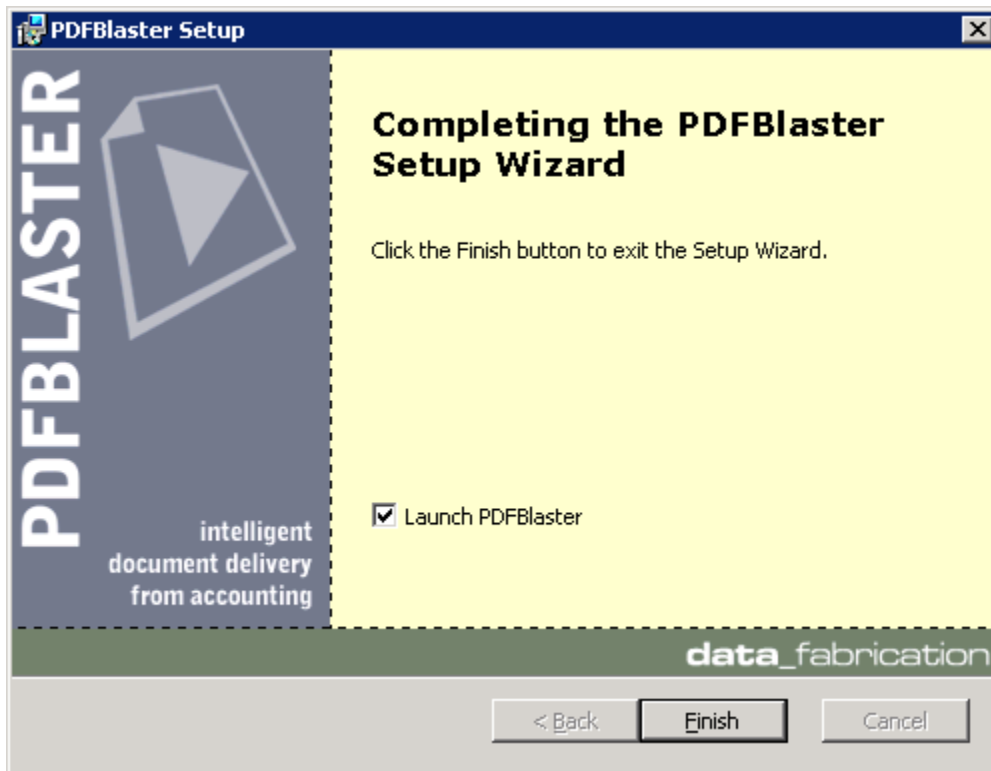 PDFBlaster Setup
PDFBLASTER
intelligent
document delivery
from accounting
Completing the PDFBlaster
Setup Wizard
Click the Finish button to exit the Setup Wizard.
Launch PDFBlaster
data_fabrication
< Back
Finish
Cancel